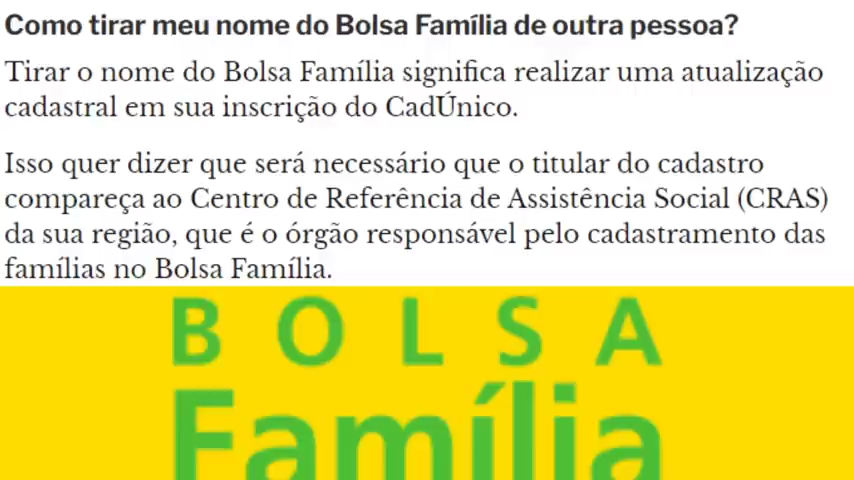 Como tirar meu nome do Bolsa Família de outra pessoa?
Tirar o nome do Bolsa Família significa realizar uma atualização
cadastral em sua inscrição do CadÚnico.
Isso quer dizer que será necessário que o titular do cadastro
compareça ao Centro de Referência de Assistência Social (CRAS)
da sua região, que é o órgão responsável pelo cadastramento das
famílias no Bolsa Família.
BOLSA
Família